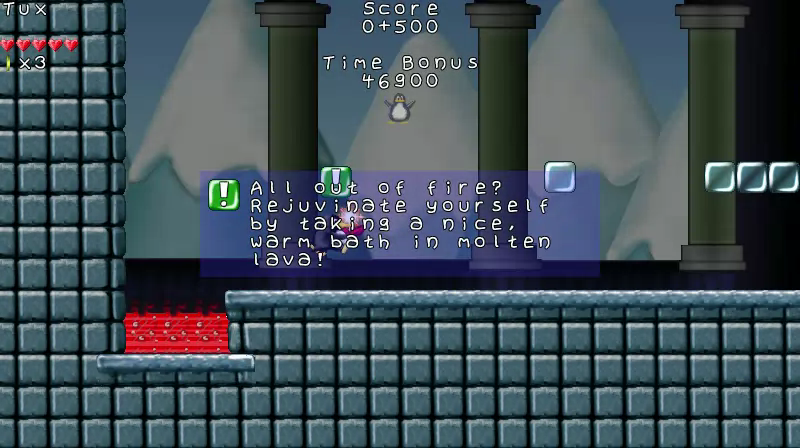 Tux
x3
Score
0+500
Time Bonus
46900
!
!
All out of fire?
Rejuvinate yourself
by taking a nice,
warm bath in molten
lava!